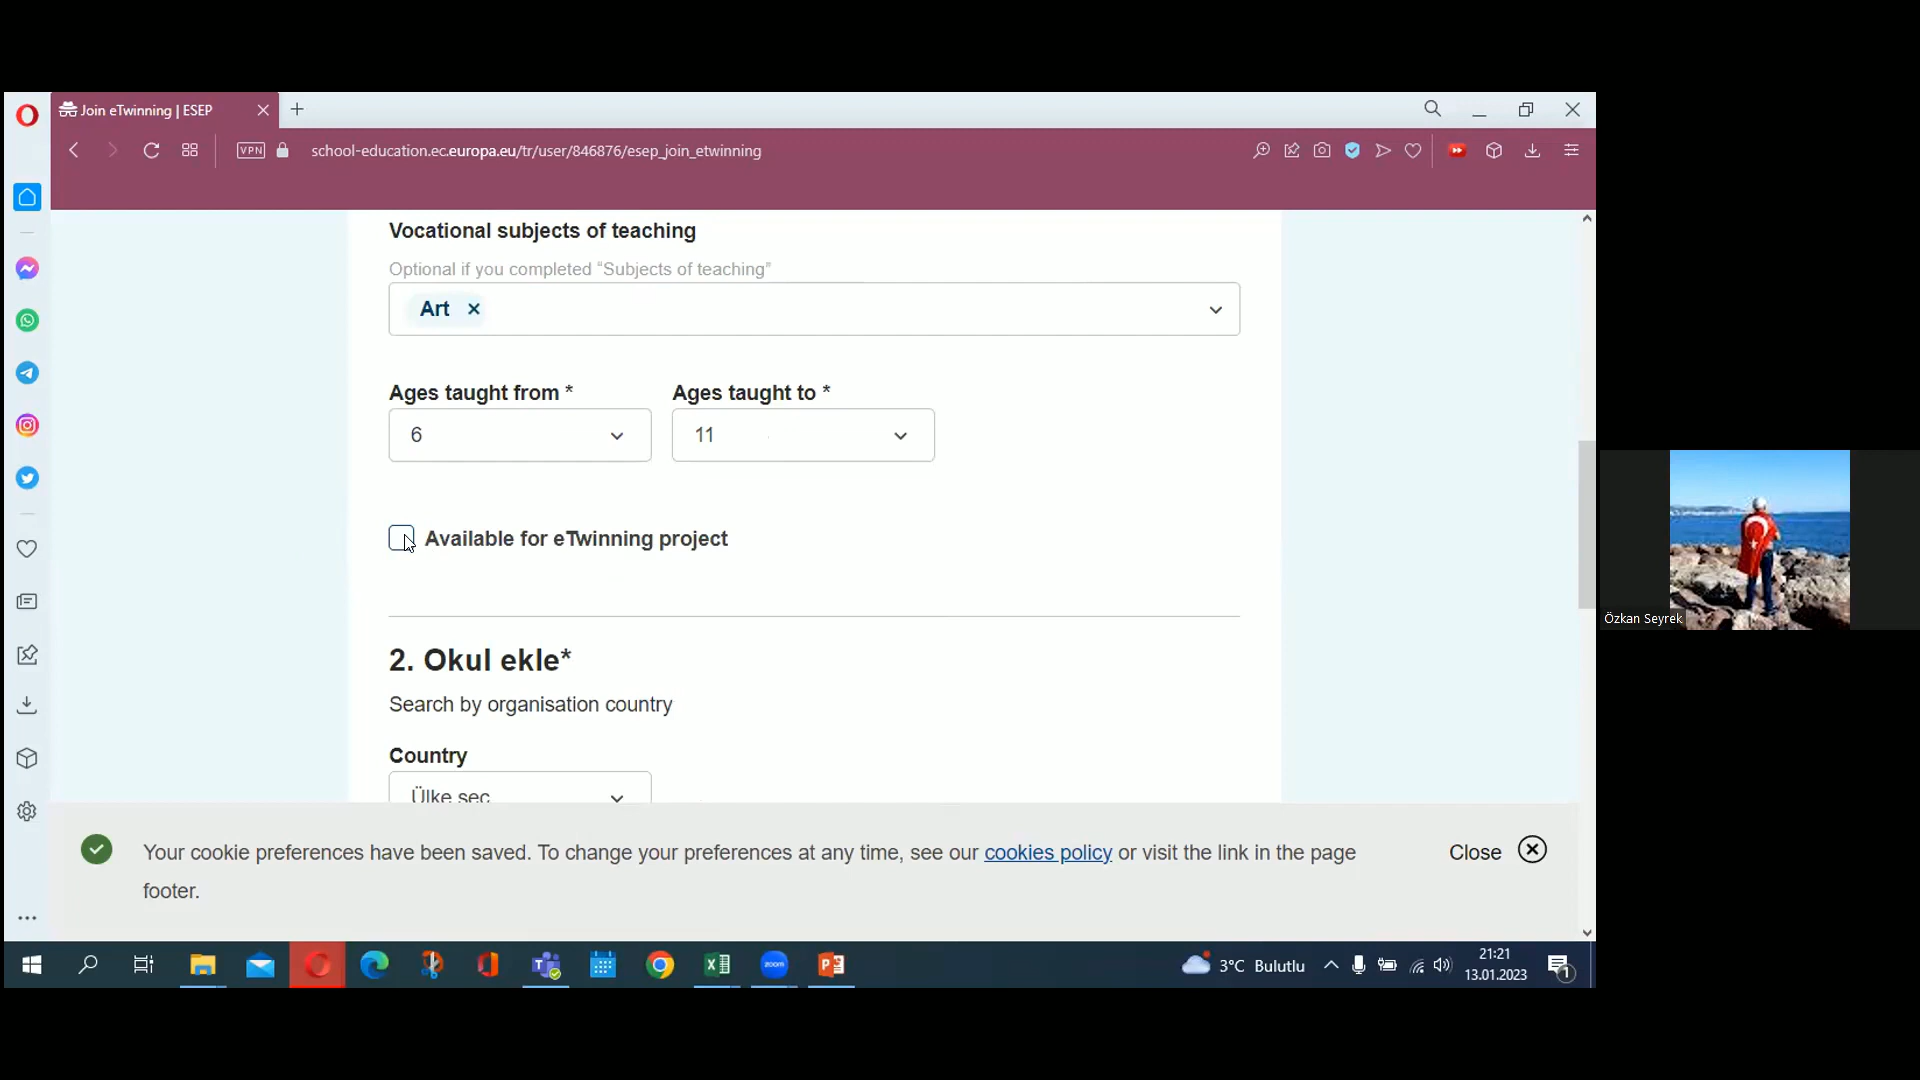 Join eTwinning | ESEP
VPN
school-education.ec.europa.eu/tr/user/846876/esep_join_etwinning
Vocational subjects of teaching
Optional if you completed “Subjects of teaching”
Art
Ages taught from *
Ages taught to *
6
11
Available for eTwinning project
2. Okul ekle*
Search by organisation country
Country
Ülke seç
Your cookie preferences have been saved. To change your preferences at any time, see our cookies policy or visit the link in the page
footer.
Close
zoom
3°C Bulutlu
21:21
13.01.2023
1
Özkan Seyrek